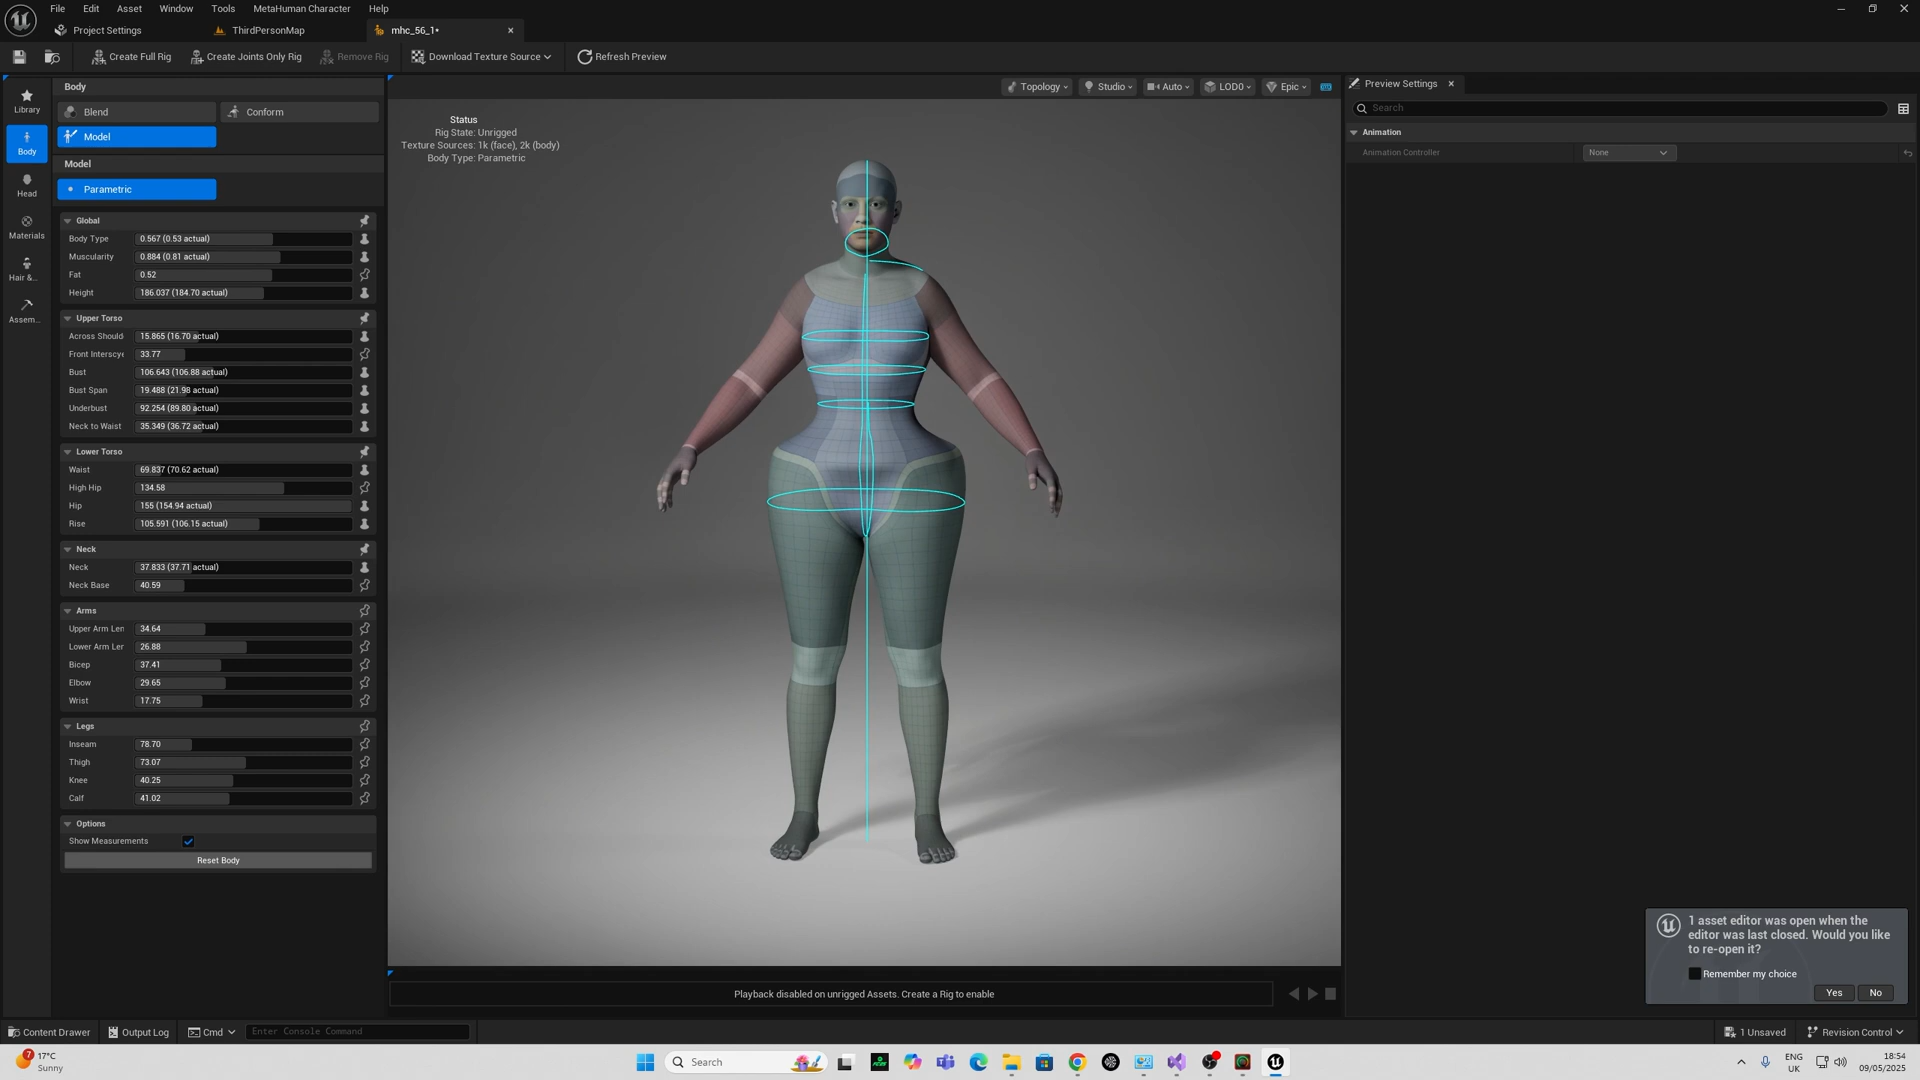 File Edit Asset Window Tools MetaHuman Character Help
Project Settings ThirdPersonMap mhc_56_1•
Create Full Rig Create Joints Only Rig Remove Rig Download Texture Source Refresh Preview
Library
Body
Head
Materials
Hair &...
Assem...
Body
Blend Conform
Model
Model
Parametric
Global
Body Type 0.567 (0.53 actual)
Muscularity 0.884 (0.81 actual)
Fat 0.52
Height 186.037 (184.70 actual)
Upper Torso
Across Should 15.865 (16.70 actual)
Front Interscye 33.77
Bust 106.643 (106.88 actual)
Bust Span 19.488 (21.98 actual)
Underbust 92.254 (89.80 actual)
Neck to Waist 35.349 (36.72 actual)
Lower Torso
Waist 69.837 (70.62 actual)
High Hip 134.58
Hip 155 (154.94 actual)
Rise 105.591 (106.15 actual)
Neck
Neck 37.833 (37.71 actual)
Neck Base 40.59
Arms
Upper Arm Len 34.64
Lower Arm Ler 26.88
Bicep 37.41
Elbow 29.65
Wrist 17.75
Legs
Inseam 78.70
Thigh 73.07
Knee 40.25
Calf 41.02
Options
Show Measurements
Reset Body
Topology Studio Auto LOD0 Epic
Status
Rig State: Unrigged
Texture Sources: 1k (face), 2k (body)
Body Type: Parametric
Playback disabled on unrigged Assets. Create a Rig to enable
Preview Settings
Search
Animation
Animation Controller None
1 asset editor was open when the
editor was last closed. Would you like
to re-open it?
Remember my choice
Yes No
Content Drawer Output Log Cmd Enter Console Command 1 Unsaved Revision Control
7
17°C
Sunny
Search
ENG
UK
18:54
09/05/2025